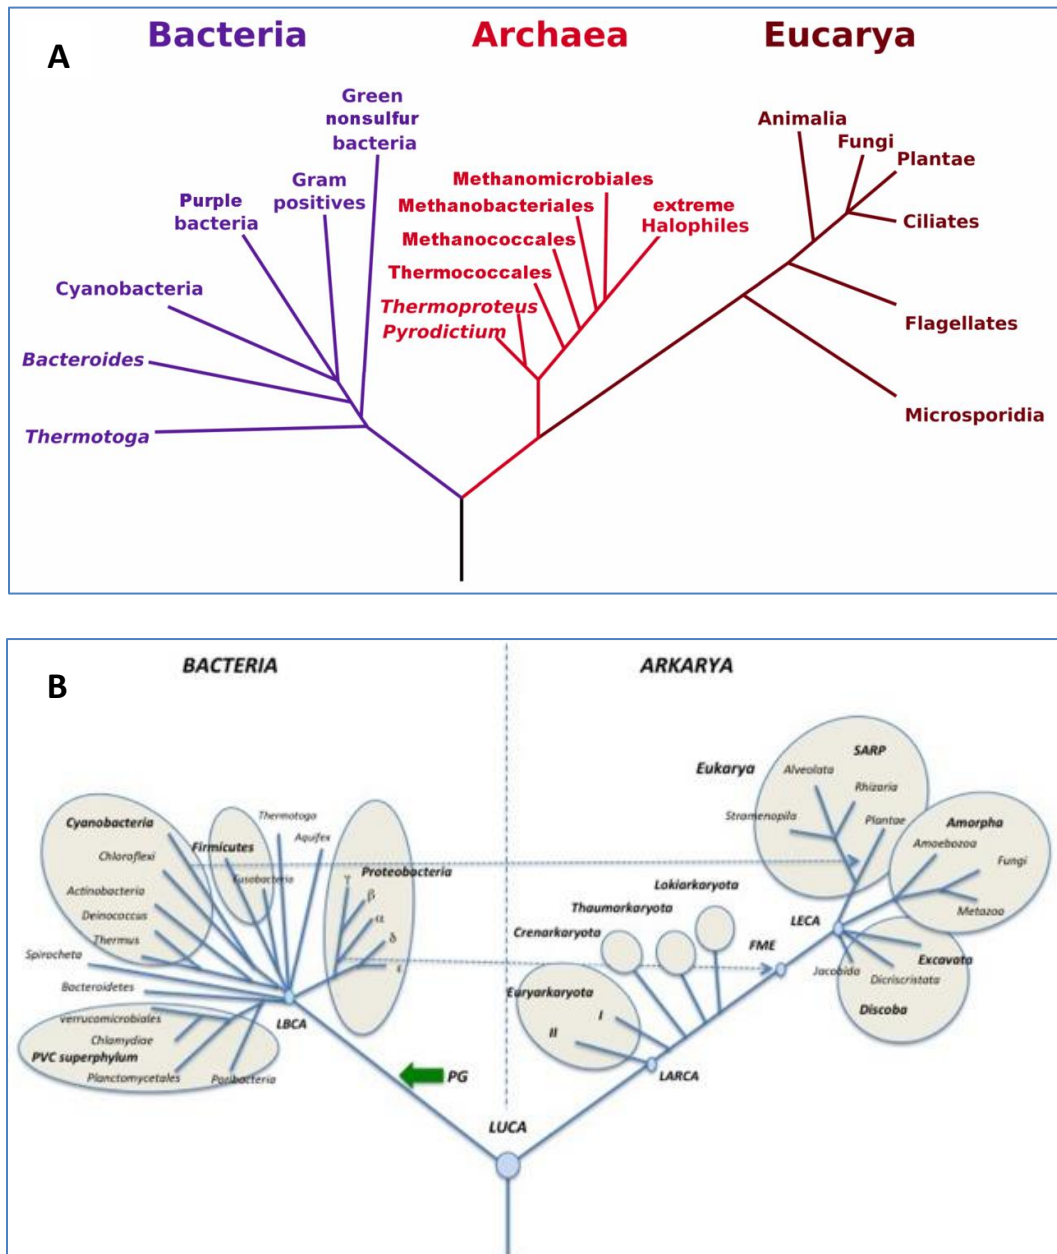 A
Bacteria
Archaea
Eucarya
Green
nonsulfur
bacteria
Gram
positives
Purple
bacteria
Cyanobacteria
Bacteroides
Thermotoga
Methanomicrobiales
Methanobacteriales
Methanococcales
Thermococcales
Thermoproteus
Pyrodictium
extreme
Halophiles
Animalia
Fungi
Plantae
Ciliates
Flagellates
Microsporidia
B
BACTERIA
ARKARYA
Cyanobacteria
Chloroflexi
Actinobacteria
Deinococcus
Thermus
Spirocheta
Bacteroidetes
verrucomicrobiales
Chlamydiae
PVC superphylum
Planctomycetales
Poribacteria
Firmicutes
Fusobacteria
Thermotoga
Aquifex
Proteobacteria
γ
β
α
δ
ε
LBCA
PG
LUCA
Eukarya
SARP
Alveolata
Rhizaria
Stramenopila
Plantae
Amorpha
Amoebozoa
Fungi
Metazoa
Lokiarkaryota
Thaumarkaryota
Crenarkaryota
FME
LECA
Euryarkaryota
I
II
LARCA
Jacobida
Excavata
Dicriscristata
Discoba